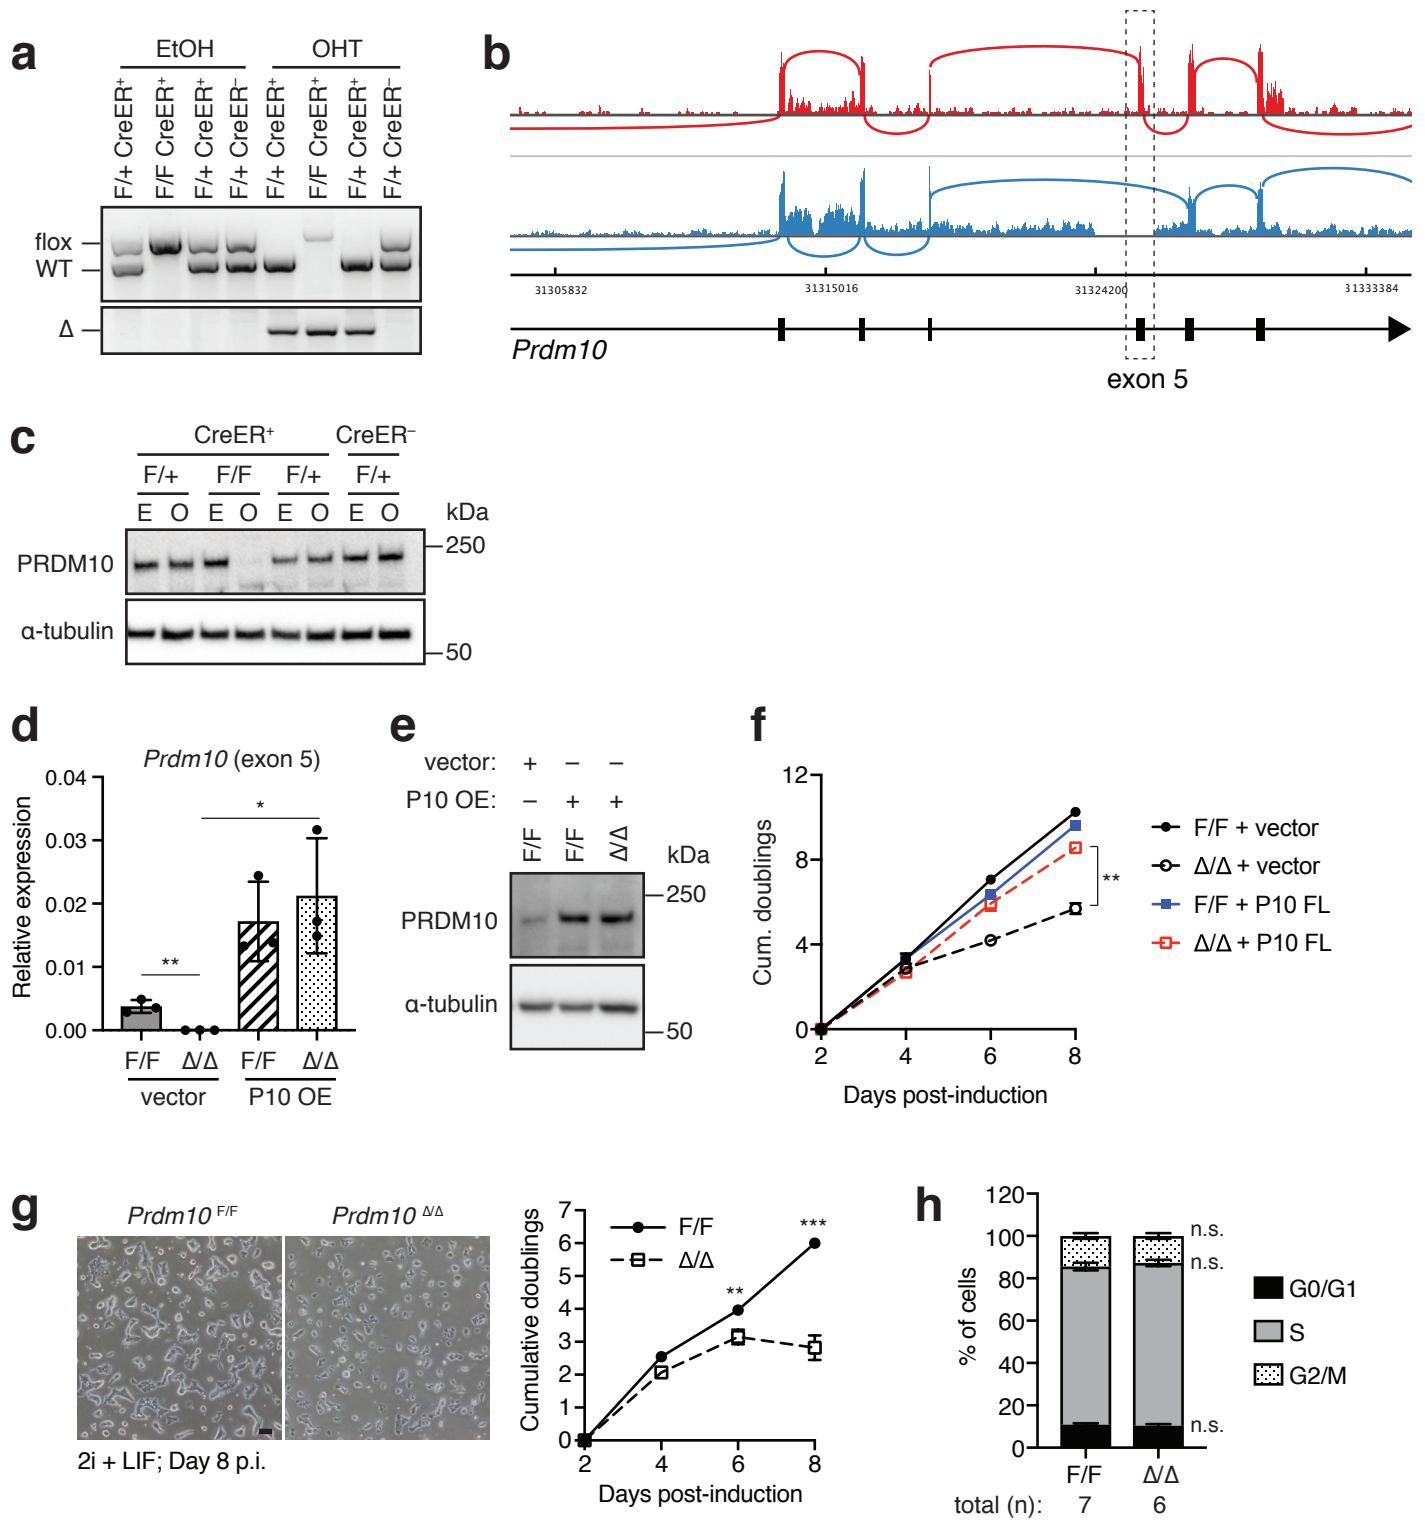 a
EtOH OHT
F/+ CreER⁺ F/F CreER⁺ F/+ CreER⁺ F/+ CreER⁻ F/+ CreER⁺ F/F CreER⁺ F/+ CreER⁺ F/+ CreER⁻
flox
WT
Δ
b
31305832 31315016 31324200 31333384
Prdm10
exon 5
c
CreER⁺ CreER⁻
F/+ F/F F/+ F/+
E O E O E O E O kDa
PRDM10 250
α-tubulin 50
d
Prdm10 (exon 5)
Relative expression
0.04
0.03
0.02
0.01
0.00
*
**
F/F Δ/Δ F/F Δ/Δ
vector P10 OE
e
vector: + – –
P10 OE: – + +
F/F F/F Δ/Δ kDa
PRDM10 250
α-tubulin 50
f
Cum. doublings
12
8
4
0
2 4 6 8
Days post-induction
**
F/F + vector
Δ/Δ + vector
F/F + P10 FL
Δ/Δ + P10 FL
g
Prdm10 F/F Prdm10 Δ/Δ
2i + LIF; Day 8 p.i.
Cumulative doublings
7
6
5
4
3
2
1
0
F/F
Δ/Δ
**
***
2 4 6 8
Days post-induction
h
% of cells
120
100
80
60
40
20
0
n.s.
n.s.
n.s.
G0/G1
S
G2/M
F/F Δ/Δ
total (n): 7 6